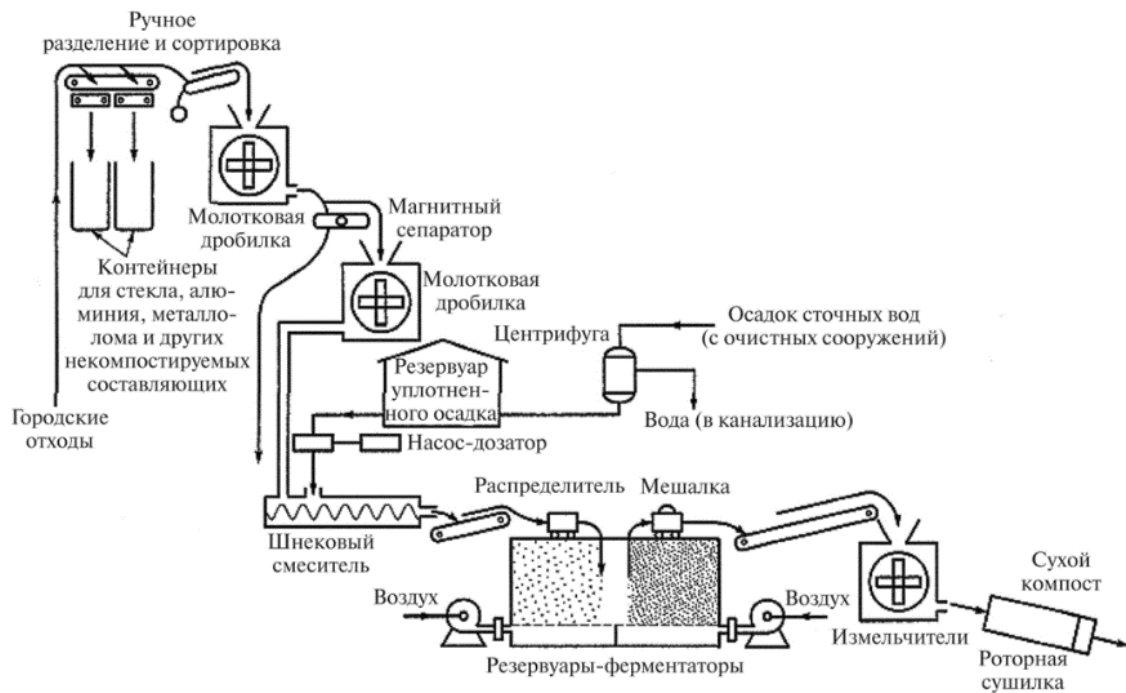 Ручное
разделение и сортировка
Молотковая
дробилка
Магнитный
сепаратор
Контейнеры
для стекла, алю-
миния, металло-
лома и других
некомпостируемых
составляющих
Городские
отходы
Молотковая
дробилка
Центрифуга
Осадок сточных вод
(с очистных сооружений)
Резервуар
уплотнен-
ного осадка
Вода (в канализацию)
Насос-дозатор
Шнековый
смеситель
Распределитель
Мешалка
Воздух
Воздух
Резервуары-ферментаторы
Измельчители
Сухой
компост
Роторная
сушилка